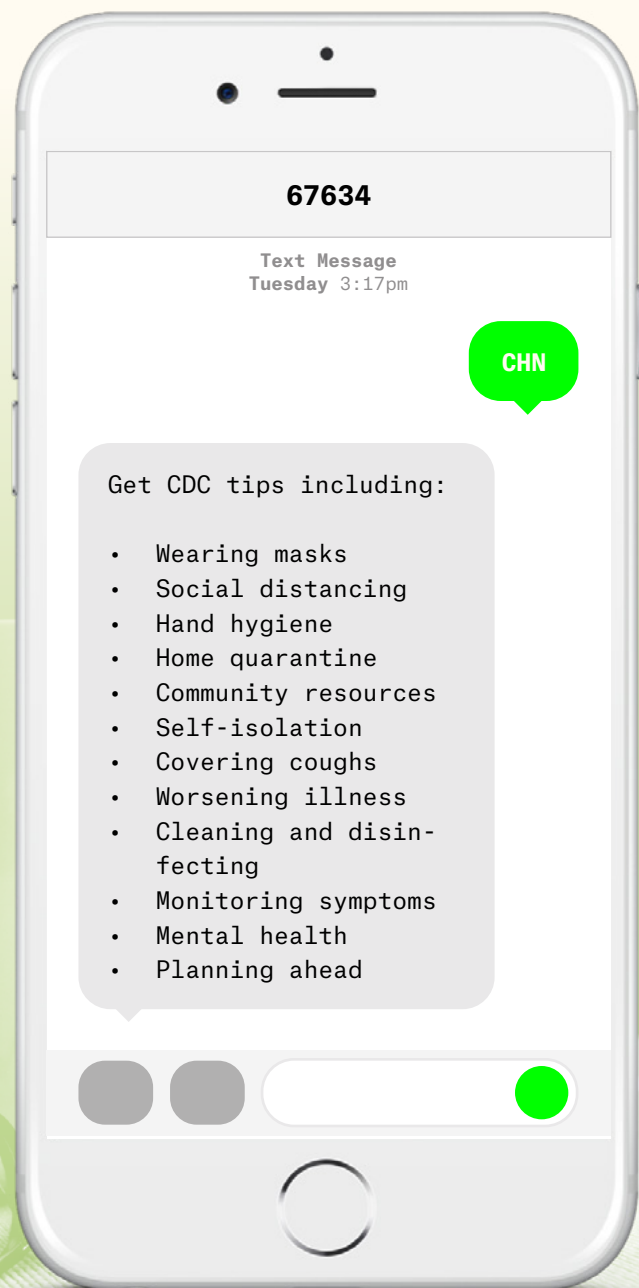 67634
Text Message
Tuesday 3:17pm
CHN
Get CDC tips including:
• Wearing masks
• Social distancing
• Hand hygiene
• Home quarantine
• Community resources
• Self-isolation
• Covering coughs
• Worsening illness
• Cleaning and disin-
fecting
• Monitoring symptoms
• Mental health
• Planning ahead